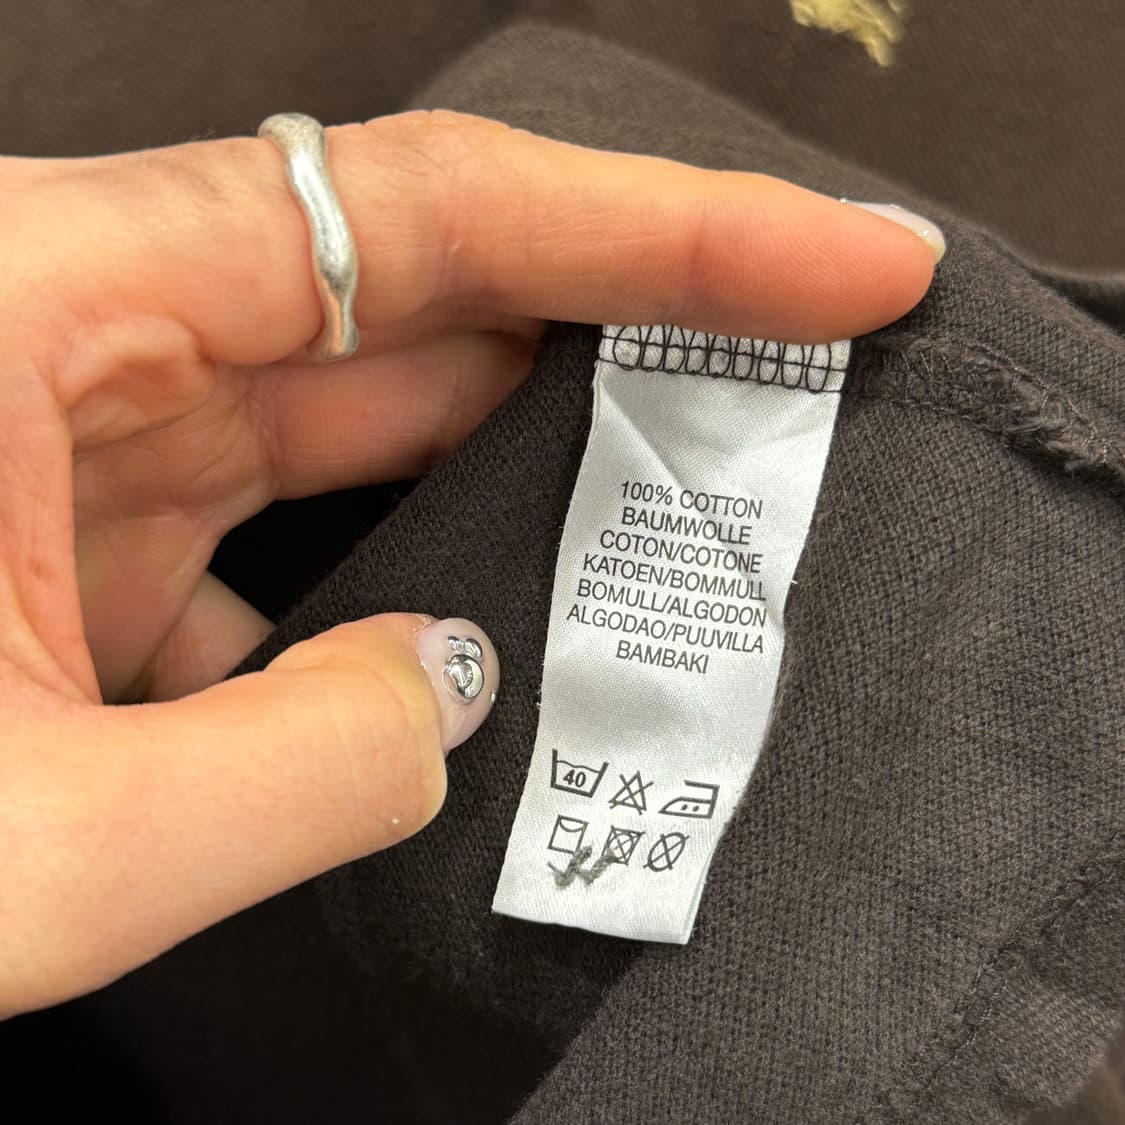 100% COTTON
BAUMWOLLE
COTON/COTONE
KATOEN/BOMMULL
BOMULL/ALGODON
ALGODAO/PUUVILLA
BAMBAKI
40